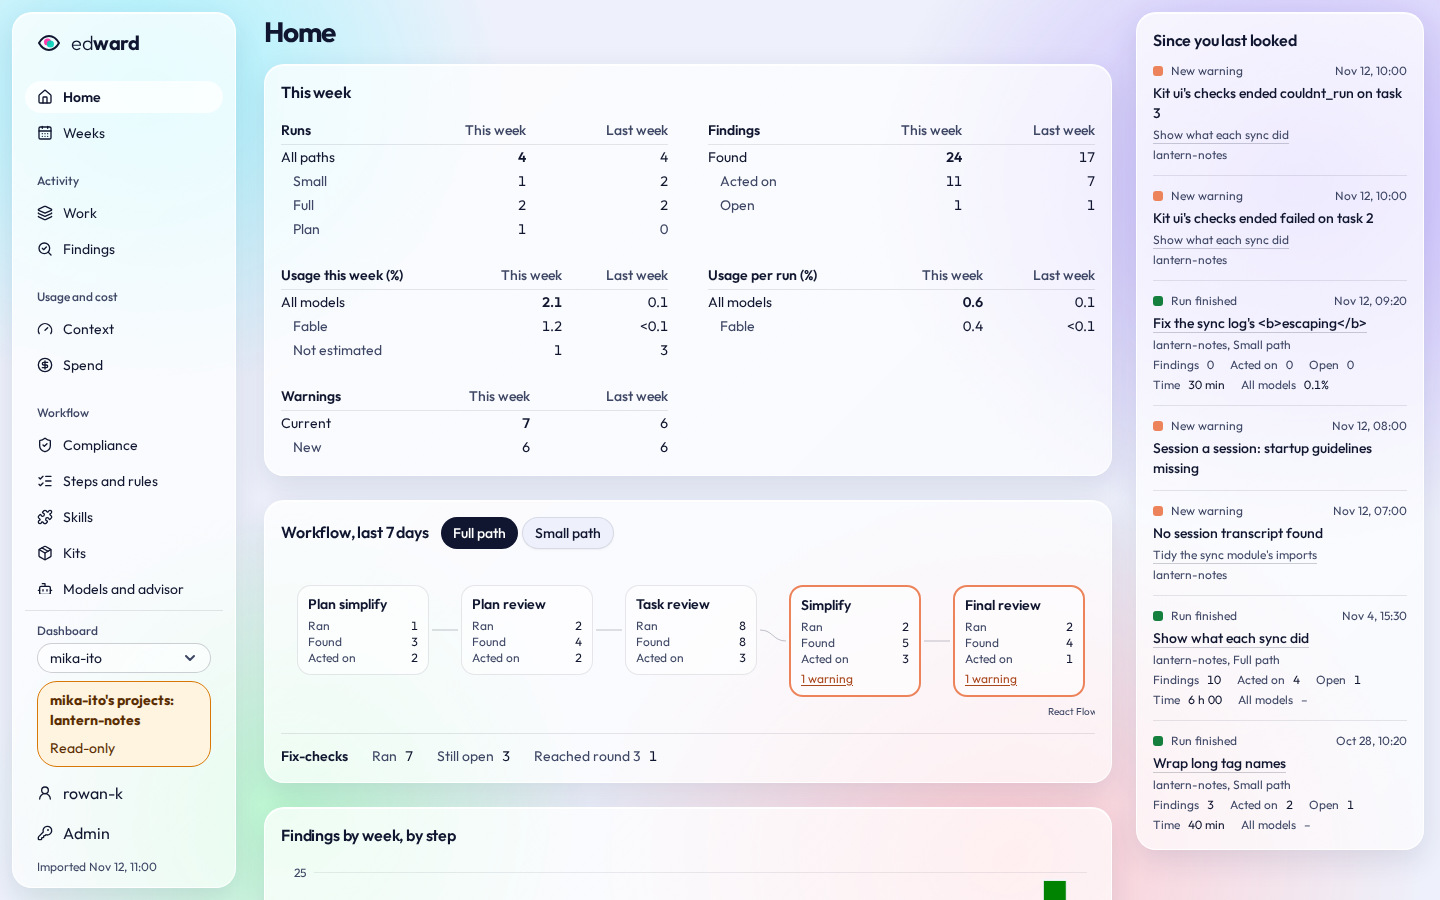 edward
Home
Weeks
Activity
Work
Findings
Usage and cost
Context
Spend
Workflow
Compliance
Steps and rules
Skills
Kits
Models and advisor
Dashboard
mika-ito
mika-ito's projects:
lantern-notes
Read-only
rowan-k
Admin
Imported Nov 12, 11:00
Home
This week
Runs This week Last week
All paths 4 4
Small 1 2
Full 2 2
Plan 1 0
Findings This week Last week
Found 24 17
Acted on 11 7
Open 1 1
Usage this week (%) This week Last week
All models 2.1 0.1
Fable 1.2 <0.1
Not estimated 1 3
Usage per run (%) This week Last week
All models 0.6 0.1
Fable 0.4 <0.1
Warnings This week Last week
Current 7 6
New 6 6
Workflow, last 7 days Full path Small path
Plan simplify
Ran 1
Found 3
Acted on 2
Plan review
Ran 2
Found 4
Acted on 2
Task review
Ran 8
Found 8
Acted on 3
Simplify
Ran 2
Found 5
Acted on 3
1 warning
Final review
Ran 2
Found 4
Acted on 1
1 warning
React Flow
Fix-checks Ran 7 Still open 3 Reached round 3 1
Findings by week, by step
25
Since you last looked
New warning Nov 12, 10:00
Kit ui's checks ended couldnt_run on task
3
Show what each sync did
lantern-notes
New warning Nov 12, 10:00
Kit ui's checks ended failed on task 2
Show what each sync did
lantern-notes
Run finished Nov 12, 09:20
Fix the sync log's <b>escaping</b>
lantern-notes, Small path
Findings 0 Acted on 0 Open 0
Time 30 min All models 0.1%
New warning Nov 12, 08:00
Session a session: startup guidelines
missing
New warning Nov 12, 07:00
No session transcript found
Tidy the sync module's imports
lantern-notes
Run finished Nov 4, 15:30
Show what each sync did
lantern-notes, Full path
Findings 10 Acted on 4 Open 1
Time 6 h 00 All models –
Run finished Oct 28, 10:20
Wrap long tag names
lantern-notes, Small path
Findings 3 Acted on 2 Open 1
Time 40 min All models –